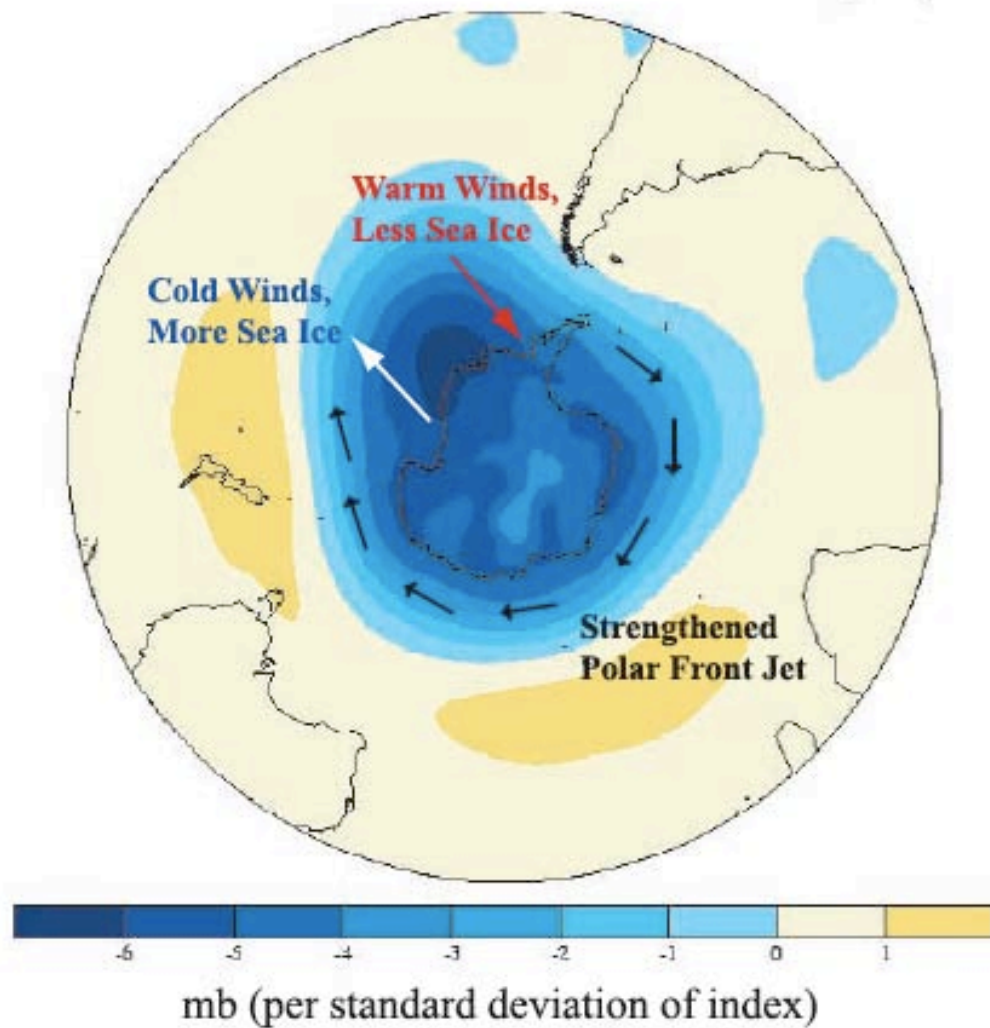 Warm Winds,
Less Sea Ice
Cold Winds,
More Sea Ice
Strengthened
Polar Front Jet
-6 -5 -4 -3 -2 -1 0 1
mb (per standard deviation of index)